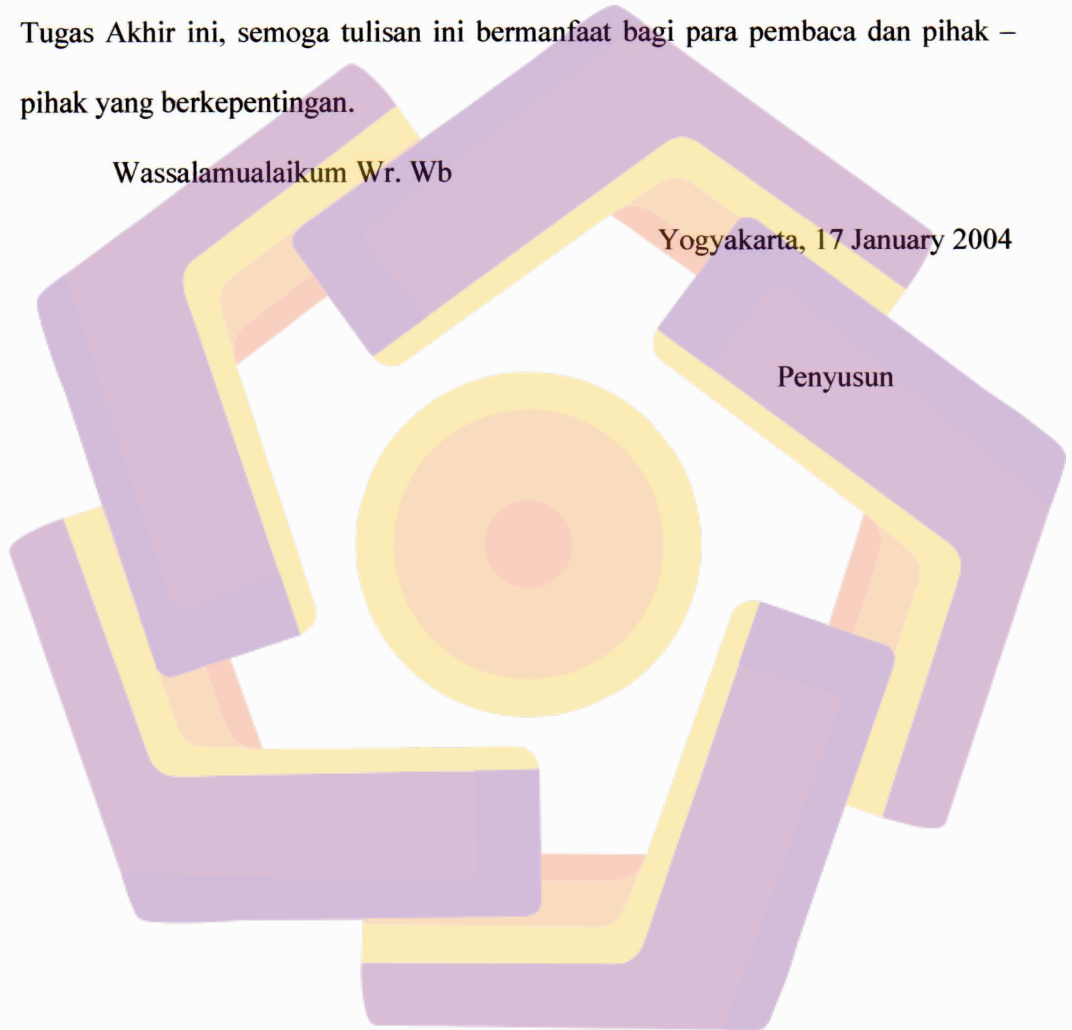 Tugas Akhir ini, semoga tulisan ini bermanfaat bagi para pembaca dan pihak –
pihak yang berkepentingan.
Wassalamualaikum Wr. Wb
Yogyakarta, 17 January 2004
Penyusun